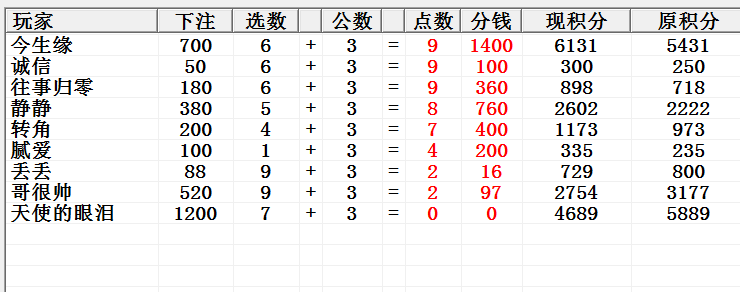 玩家 下注 选数 公数 点数 分钱 现积分 原积分
今生缘 700 6 + 3 = 9 1400 6131 5431
诚信 50 6 + 3 = 9 100 300 250
往事归零 180 6 + 3 = 9 360 898 718
静静 380 5 + 3 = 8 760 2602 2222
转角 200 4 + 3 = 7 400 1173 973
腻爱 100 1 + 3 = 4 200 335 235
丢丢 88 9 + 3 = 2 16 729 800
哥很帅 520 9 + 3 = 2 97 2754 3177
天使的眼泪 1200 7 + 3 = 0 0 4689 5889